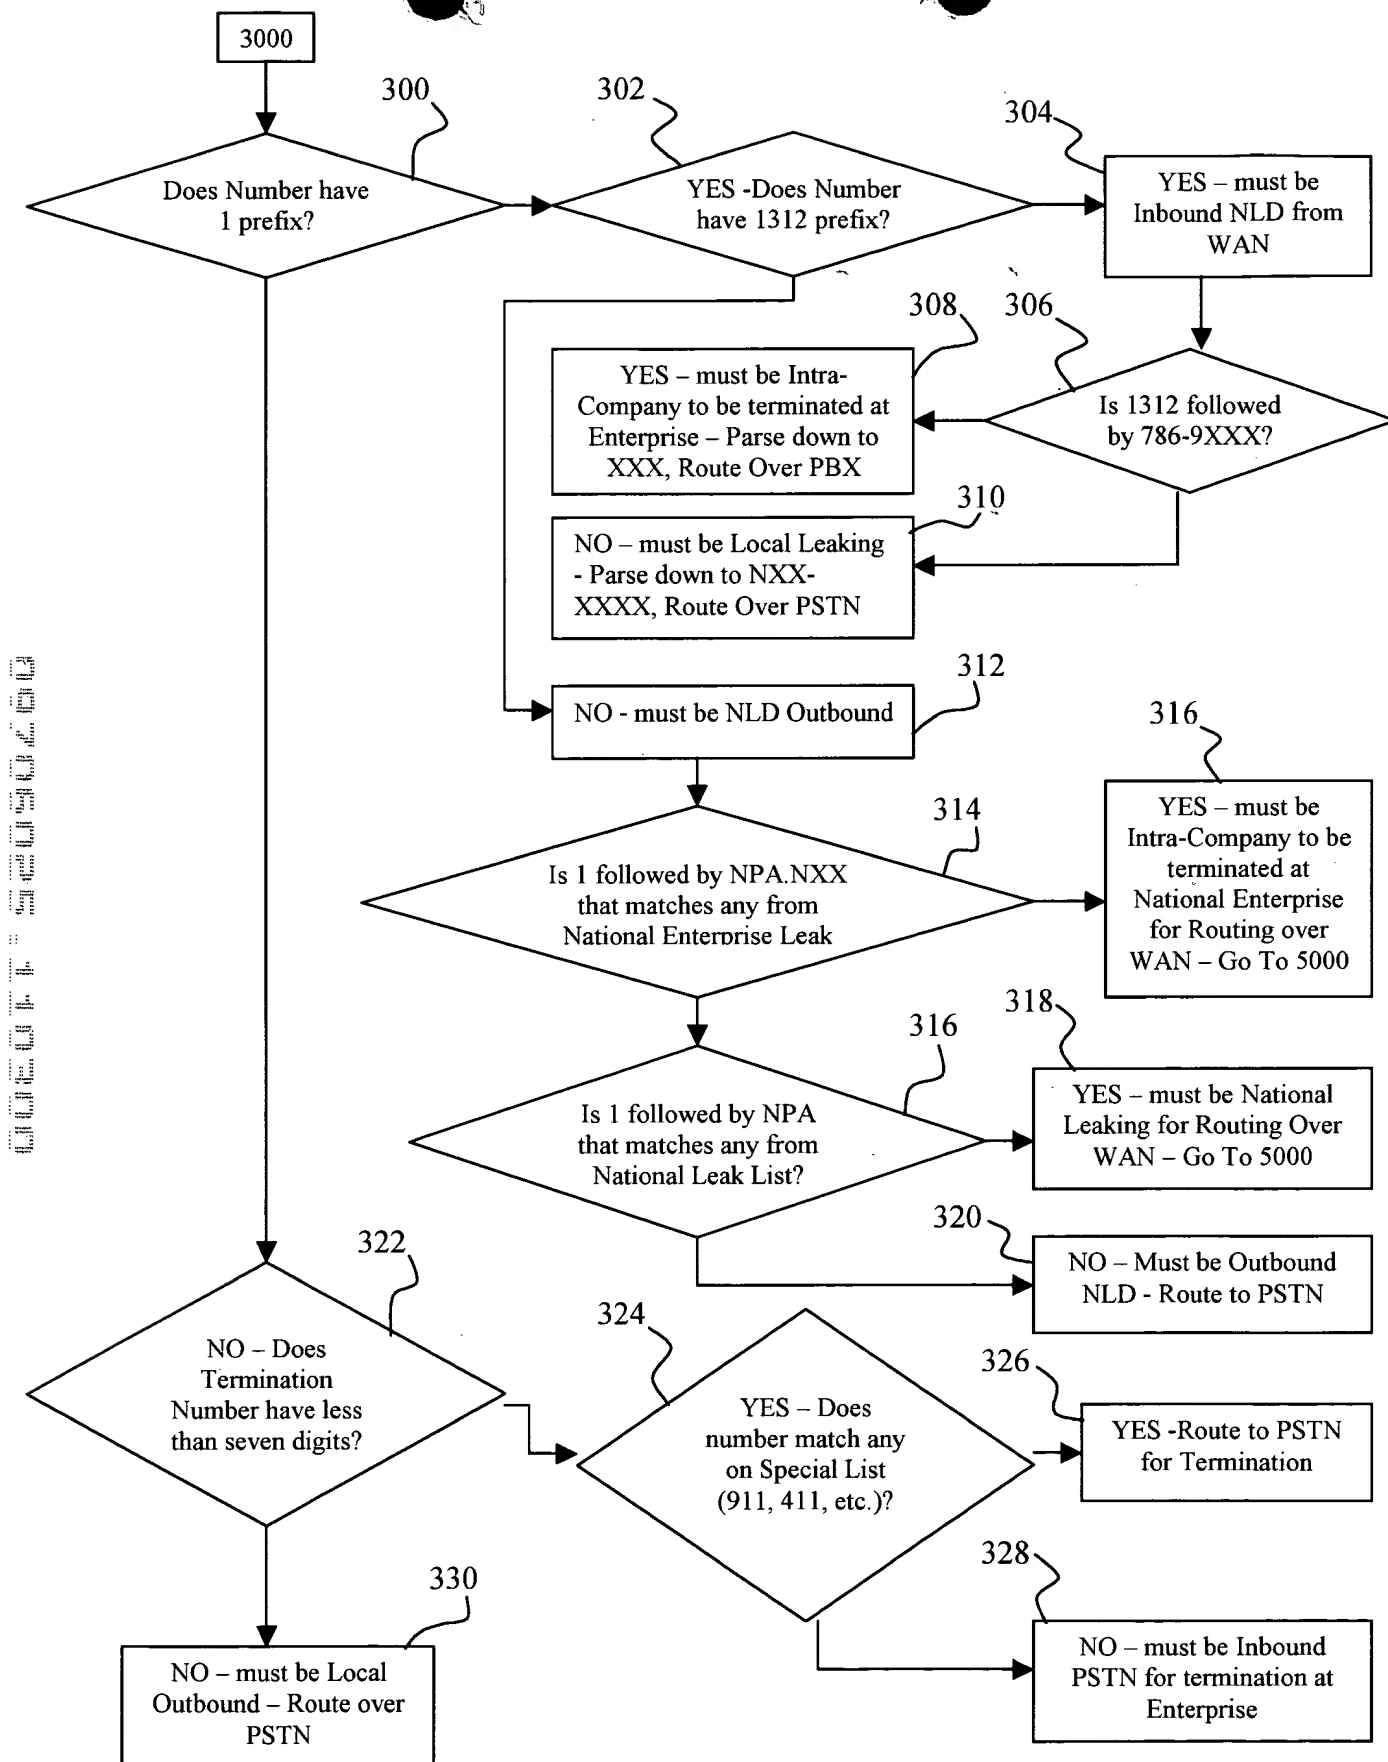 3000
300
302
304
Does Number have
1 prefix?
YES -Does Number
have 1312 prefix?
YES – must be
Inbound NLD from
WAN
308
306
YES – must be Intra-
Company to be terminated at
Enterprise – Parse down to
XXX, Route Over PBX
Is 1312 followed
by 786-9XXX?
310
NO – must be Local Leaking
- Parse down to NXX-
XXXX, Route Over PSTN
312
NO - must be NLD Outbound
316
314
Is 1 followed by NPA.NXX
that matches any from
National Enterprise Leak
YES – must be
Intra-Company to be
terminated at
National Enterprise
for Routing over
WAN – Go To 5000
316
318
Is 1 followed by NPA
that matches any from
National Leak List?
YES – must be National
Leaking for Routing Over
WAN – Go To 5000
320
NO – Must be Outbound
NLD - Route to PSTN
322
NO – Does
Termination
Number have less
than seven digits?
324
YES – Does
number match any
on Special List
(911, 411, etc.)?
326
YES -Route to PSTN
for Termination
328
NO – must be Inbound
PSTN for termination at
Enterprise
330
NO – must be Local
Outbound – Route over
PSTN